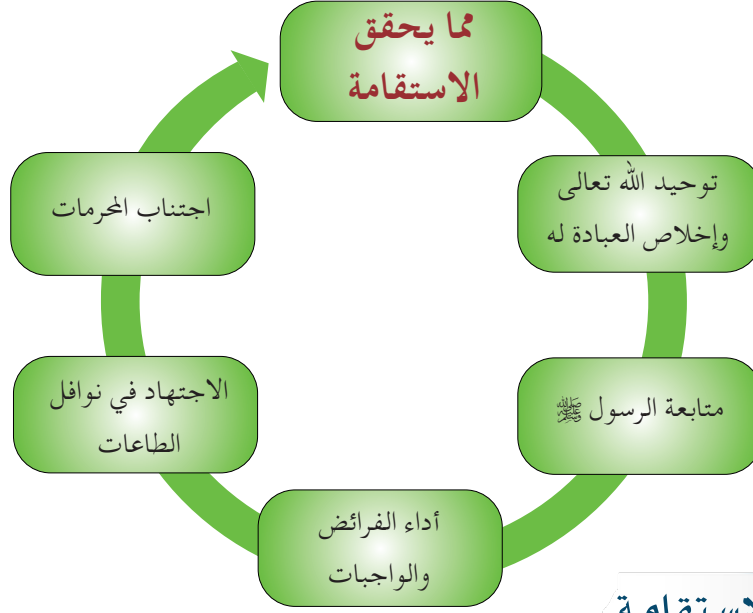 مما يحقق
الاستقامة
توحيد الله تعالى
وإخلاص العبادة له
متابعة الرسول ﷺ
أداء الفرائض
والواجبات
الاجتهاد في نوافل
الطاعات
اجتناب المحرمات